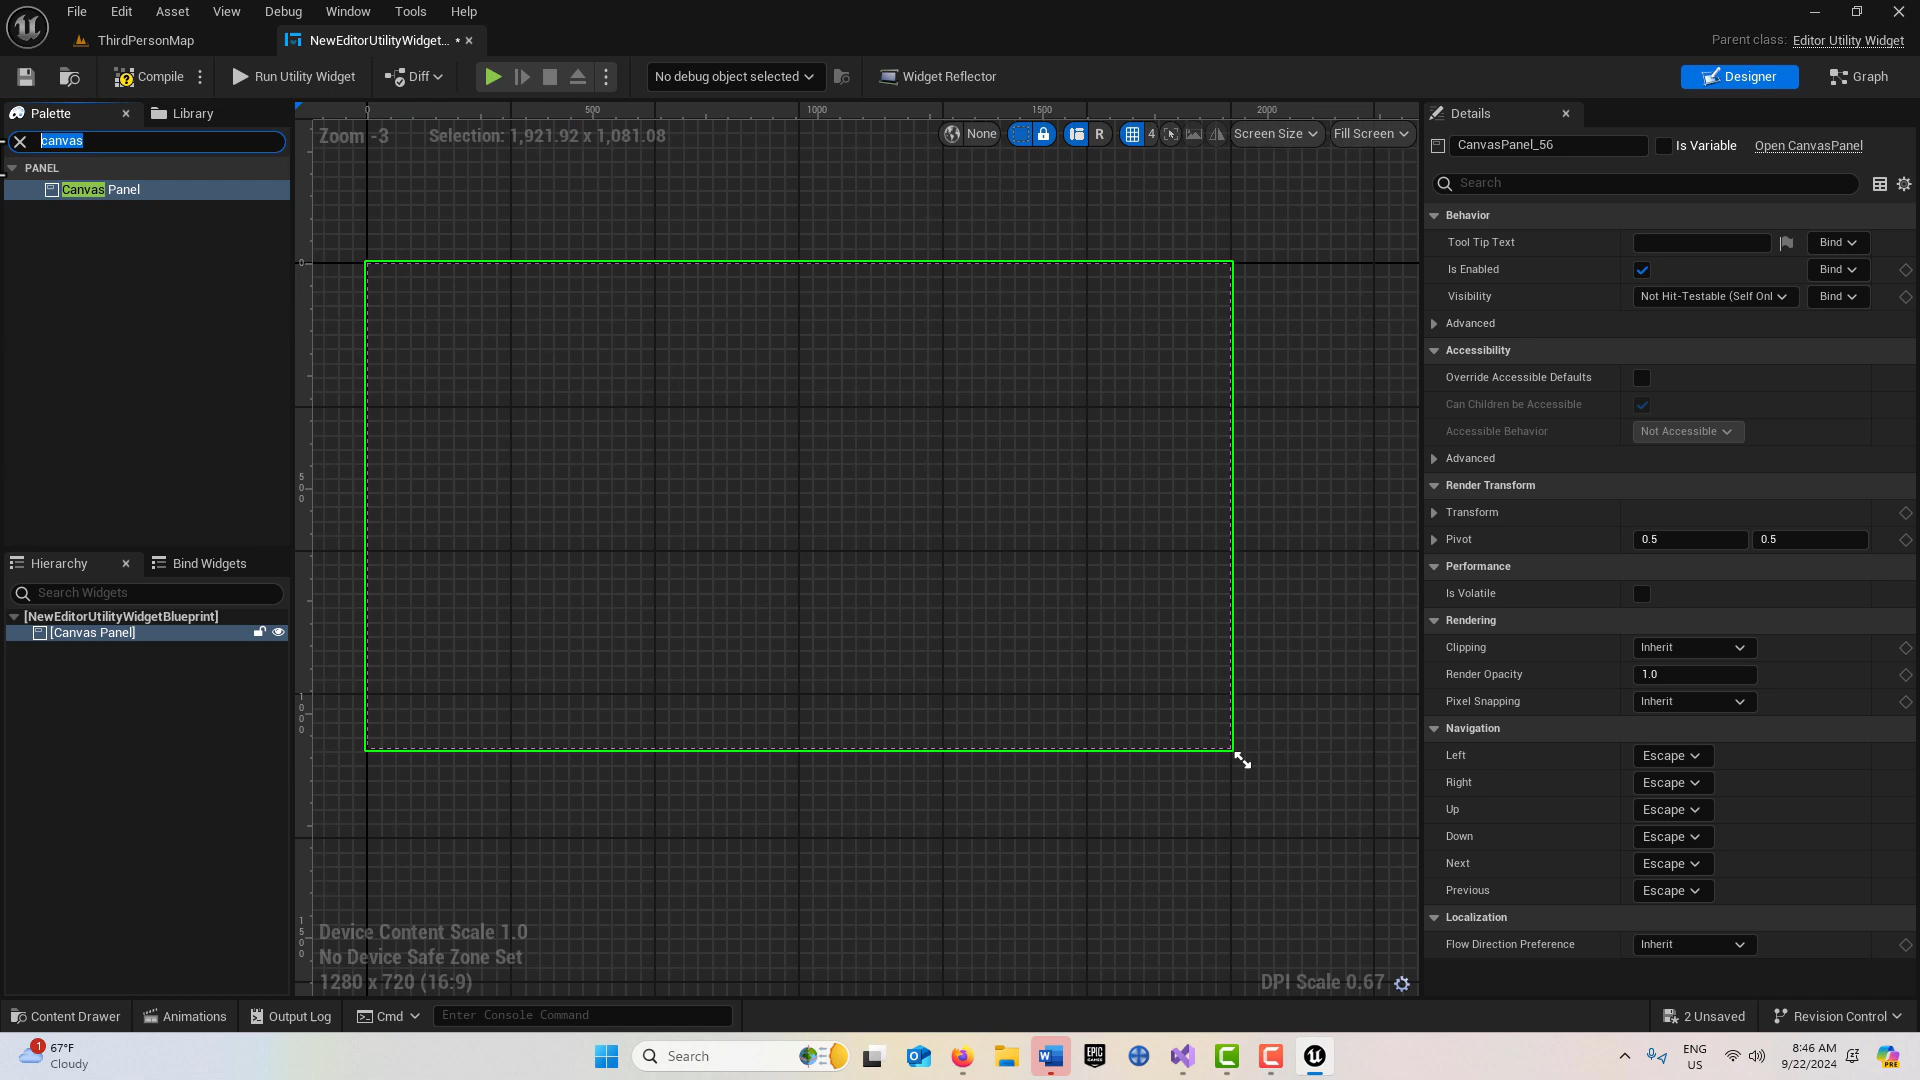 File Edit Asset View Debug Window Tools Help
ThirdPersonMap
NewEditorUtilityWidget... *
Parent class: Editor Utility Widget
Compile
Run Utility Widget
Diff
No debug object selected
Widget Reflector
Designer
Graph
Palette
Library
canvas
PANEL
Canvas Panel
Hierarchy
Bind Widgets
Search Widgets
[NewEditorUtilityWidgetBlueprint]
[Canvas Panel]
0 500 1000 1500 2000
Zoom -3
Selection: 1,921.92 x 1,081.08
None
R
4
Screen Size
Fill Screen
0
500
1000
1500
Device Content Scale 1.0
No Device Safe Zone Set
1280 x 720 (16:9)
DPI Scale 0.67
Details
CanvasPanel_56
Is Variable
Open CanvasPanel
Search
Behavior
Tool Tip Text
Bind
Is Enabled
Bind
Visibility
Not Hit-Testable (Self Onl
Bind
Advanced
Accessibility
Override Accessible Defaults
Can Children be Accessible
Accessible Behavior
Not Accessible
Advanced
Render Transform
Transform
Pivot
0.5
0.5
Performance
Is Volatile
Rendering
Clipping
Inherit
Render Opacity
1.0
Pixel Snapping
Inherit
Navigation
Left
Escape
Right
Escape
Up
Escape
Down
Escape
Next
Escape
Previous
Escape
Localization
Flow Direction Preference
Inherit
Content Drawer
Animations
Output Log
Cmd
Enter Console Command
2 Unsaved
Revision Control
1
67°F
Cloudy
Search
EPIC GAMES
ENG
US
8:46 AM
9/22/2024
PRE